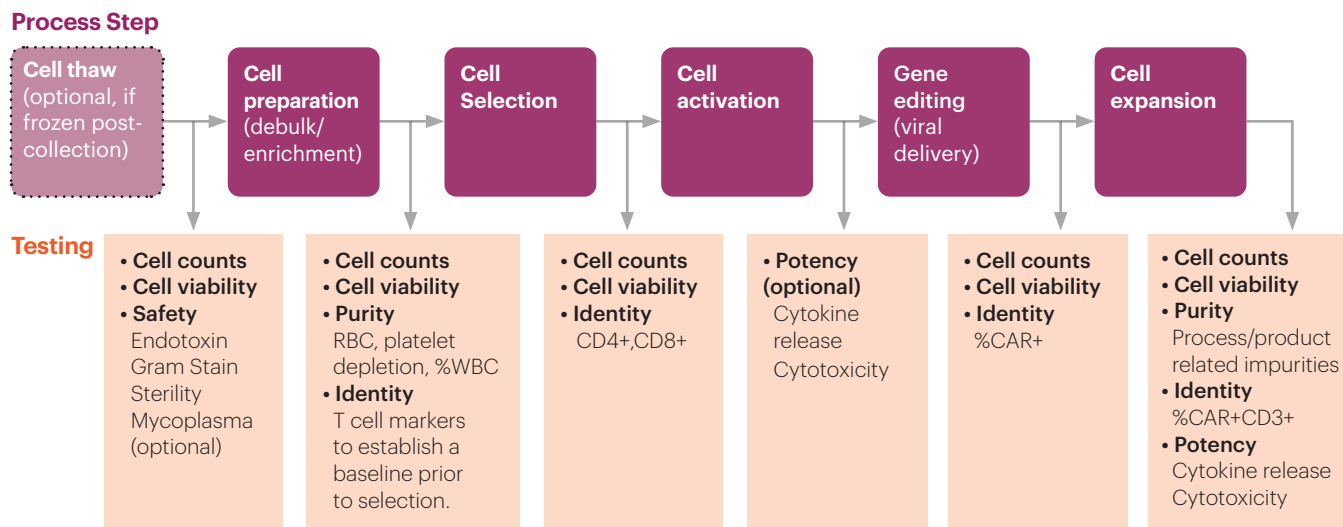 Process Step
Cell thaw
(optional, if
frozen post-
collection)
Cell
preparation
(debulk/
enrichment)
Cell
Selection
Cell
activation
Gene
editing
(viral
delivery)
Cell
expansion
Testing
• Cell counts
• Cell viability
• Safety
Endotoxin
Gram Stain
Sterility
Mycoplasma
(optional)
• Cell counts
• Cell viability
• Purity
RBC, platelet
depletion, %WBC
• Identity
T cell markers
to establish a
baseline prior
to selection.
• Cell counts
• Cell viability
• Identity
CD4+,CD8+
• Potency
(optional)
Cytokine
release
Cytotoxicity
• Cell counts
• Cell viability
• Identity
%CAR+
• Cell counts
• Cell viability
• Purity
Process/product
related impurities
• Identity
%CAR+CD3+
• Potency
Cytokine release
Cytotoxicity